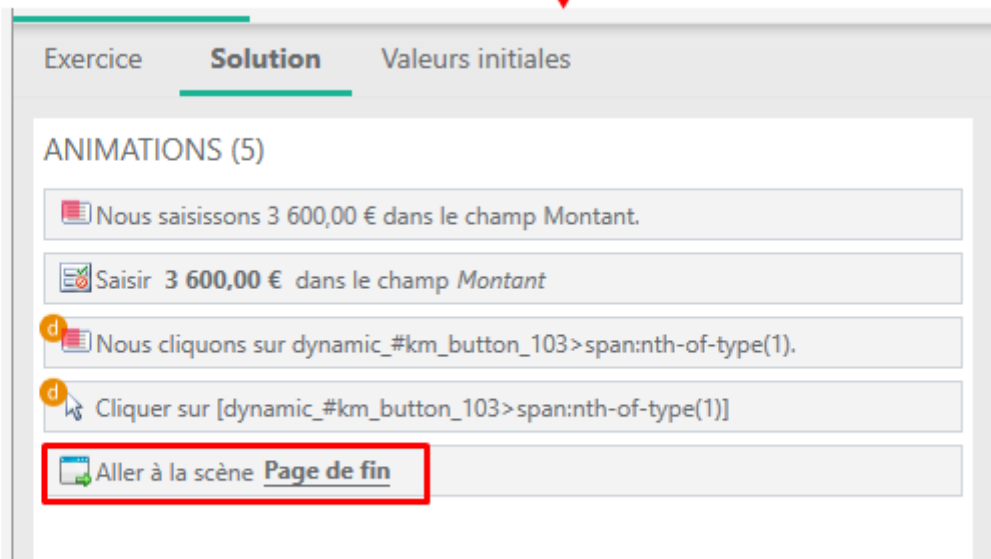 Exercice Solution Valeurs initiales
ANIMATIONS (5)
Nous saisissons 3 600,00 € dans le champ Montant.
Saisir 3 600,00 € dans le champ Montant
d Nous cliquons sur dynamic_#km_button_103>span:nth-of-type(1).
d Cliquer sur [dynamic_#km_button_103>span:nth-of-type(1)]
Aller à la scène Page de fin